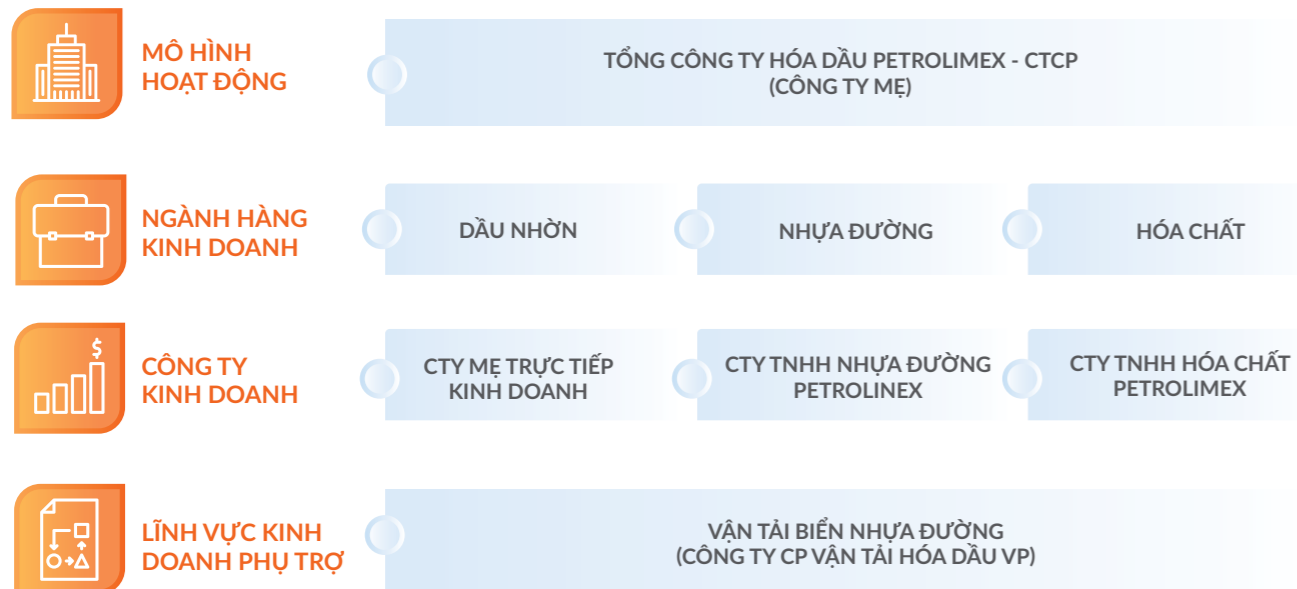 MÔ HÌNH
HOẠT ĐỘNG
TỔNG CÔNG TY HÓA DẦU PETROLIMEX - CTCP
(CÔNG TY MẸ)
NGÀNH HÀNG
KINH DOANH
DẦU NHỜN
NHỰA ĐƯỜNG
HÓA CHẤT
CÔNG TY
KINH DOANH
CTY MẸ TRỰC TIẾP
KINH DOANH
CTY TNHH NHỰA ĐƯỜNG
PETROLINEX
CTY TNHH HÓA CHẤT
PETROLIMEX
$
LĨNH VỰC KINH
DOANH PHỤ TRỢ
VẬN TẢI BIỂN NHỰA ĐƯỜNG
(CÔNG TY CP VẬN TẢI HÓA DẦU VP)